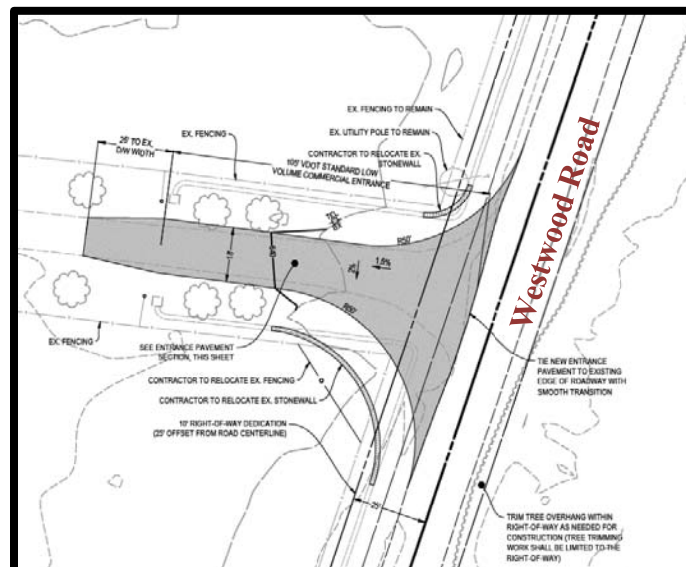 EX. FENCING TO REMAIN
EX. UTILITY POLE TO REMAIN
CONTRACTOR TO RELOCATE EX.
STONEWALL
EX. FENCING
25' TO EX.
D/W WIDTH
105' VDOT STANDARD LOW
VOLUME COMMERCIAL ENTRANCE
Westwood Road
R50'
1.6%
EX. FENCING
SEE ENTRANCE PAVEMENT
SECTION, THIS SHEET
CONTRACTOR TO RELOCATE EX. FENCING
CONTRACTOR TO RELOCATE EX. STONEWALL
10' RIGHT-OF-WAY DEDICATION
(25' OFFSET FROM ROAD CENTERLINE)
25'
TIE NEW ENTRANCE
PAVEMENT TO EXISTING
EDGE OF ROADWAY WITH
SMOOTH TRANSITION
TRIM TREE OVERHANG WITHIN
RIGHT-OF-WAY AS NEEDED FOR
CONSTRUCTION (TREE TRIMMING
WORK SHALL BE LIMITED TO THE
RIGHT-OF-WAY)